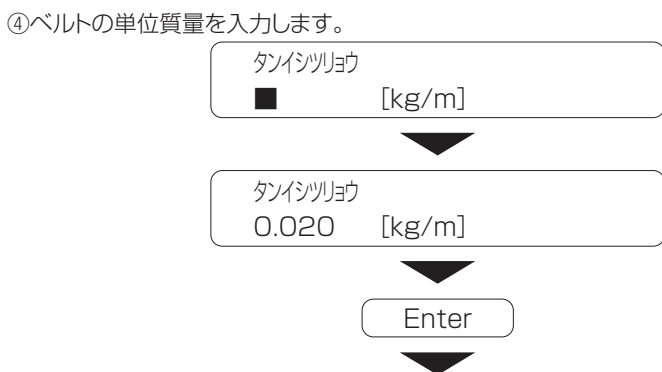 ④ベルトの単位質量を入力します。
タンイシツリョウ
■ [kg/m]
タンイシツリョウ
0.020 [kg/m]
Enter